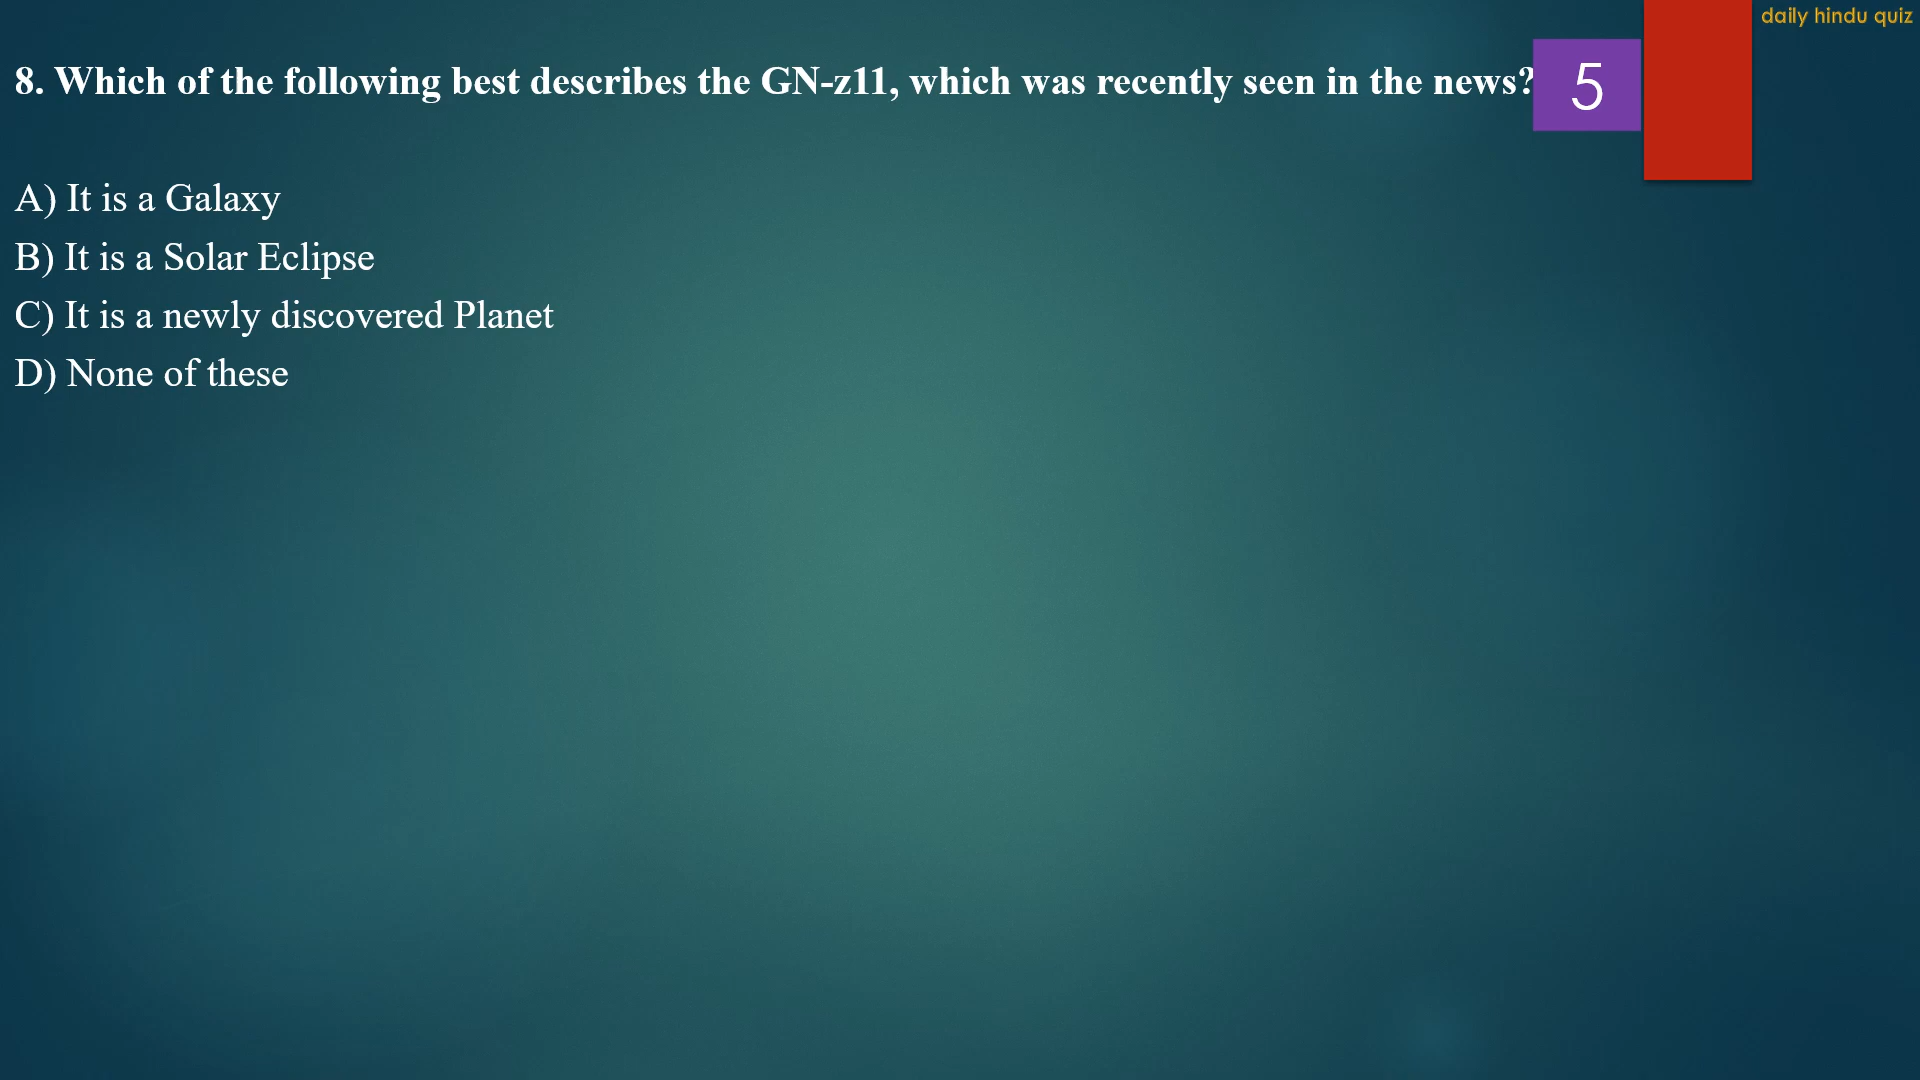 daily hindu quiz
8. Which of the following best describes the GN-z11, which was recently seen in the news?
5
A) It is a Galaxy
B) It is a Solar Eclipse
C) It is a newly discovered Planet
D) None of these